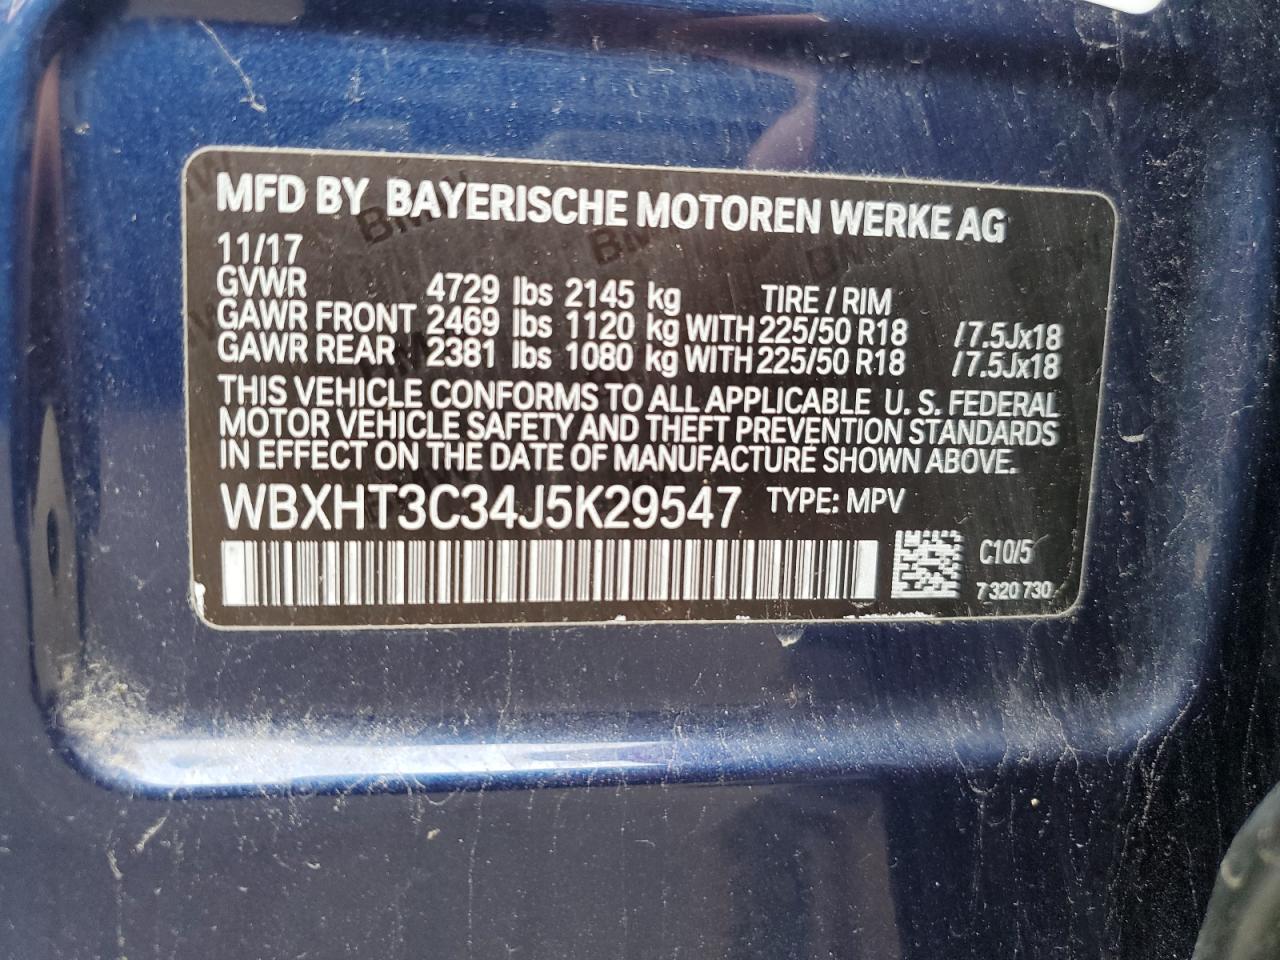 MFD BY BAYERISCHE MOTOREN WERKE AG
11/17
GVWR 4729 lbs 2145 kg TIRE / RIM
GAWR FRONT 2469 lbs 1120 kg WITH 225/50 R18 /7.5Jx18
GAWR REAR 2381 lbs 1080 kg WITH 225/50 R18 /7.5Jx18
THIS VEHICLE CONFORMS TO ALL APPLICABLE U. S. FEDERAL
MOTOR VEHICLE SAFETY AND THEFT PREVENTION STANDARDS
IN EFFECT ON THE DATE OF MANUFACTURE SHOWN ABOVE.
WBXHT3C34J5K29547 TYPE: MPV
C10/5
7 320 730